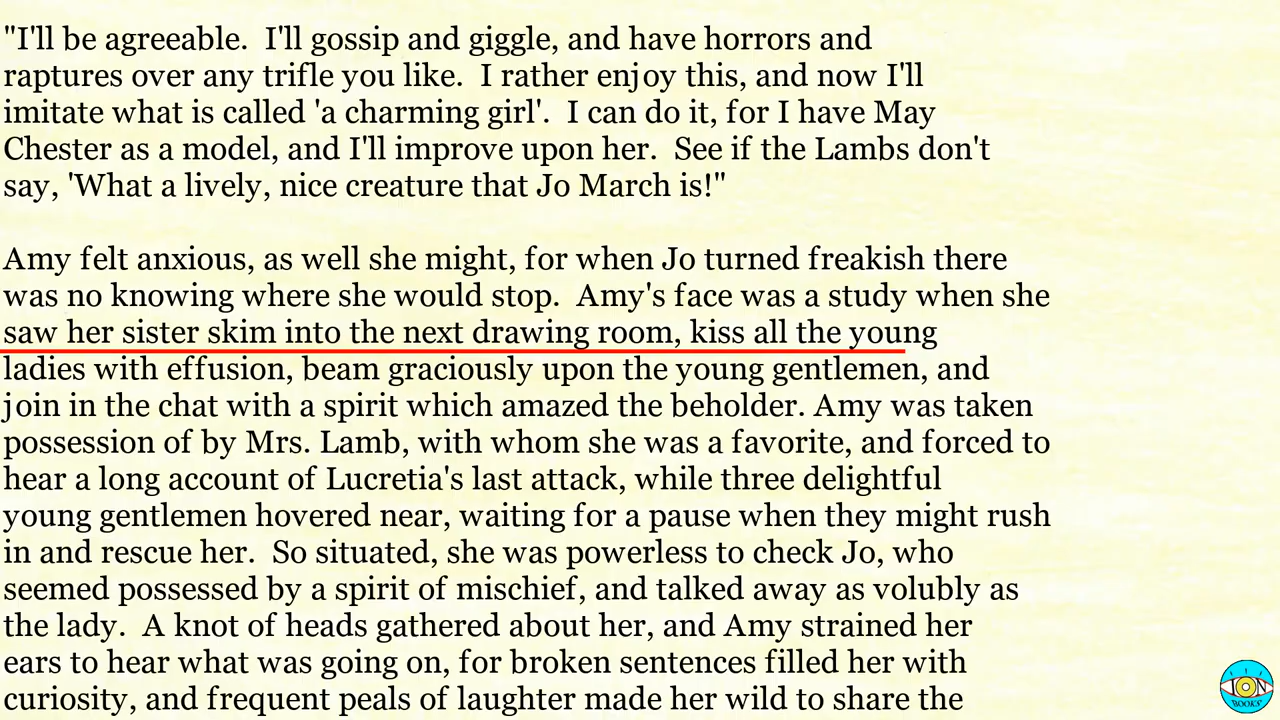 "I'll be agreeable.  I'll gossip and giggle, and have horrors and
raptures over any trifle you like.  I rather enjoy this, and now I'll
imitate what is called 'a charming girl'.  I can do it, for I have May
Chester as a model, and I'll improve upon her.  See if the Lambs don't
say, 'What a lively, nice creature that Jo March is!"
Amy felt anxious, as well she might, for when Jo turned freakish there
was no knowing where she would stop.  Amy's face was a study when she
saw her sister skim into the next drawing room, kiss all the young
ladies with effusion, beam graciously upon the young gentlemen, and
join in the chat with a spirit which amazed the beholder. Amy was taken
possession of by Mrs. Lamb, with whom she was a favorite, and forced to
hear a long account of Lucretia's last attack, while three delightful
young gentlemen hovered near, waiting for a pause when they might rush
in and rescue her.  So situated, she was powerless to check Jo, who
seemed possessed by a spirit of mischief, and talked away as volubly as
the lady.  A knot of heads gathered about her, and Amy strained her
ears to hear what was going on, for broken sentences filled her with
curiosity, and frequent peals of laughter made her wild to share the
ION
BOOKS